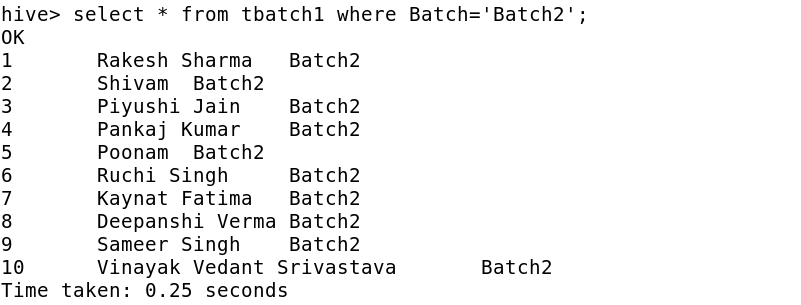 hive> select * from tbatch1 where Batch='Batch2';
OK
1	Rakesh Sharma	Batch2
2	Shivam	Batch2
3	Piyushi Jain	Batch2
4	Pankaj Kumar	Batch2
5	Poonam	Batch2
6	Ruchi Singh	Batch2
7	Kaynat Fatima	Batch2
8	Deepanshi Verma	Batch2
9	Sameer Singh	Batch2
10	Vinayak Vedant Srivastava	Batch2
Time taken: 0.25 seconds